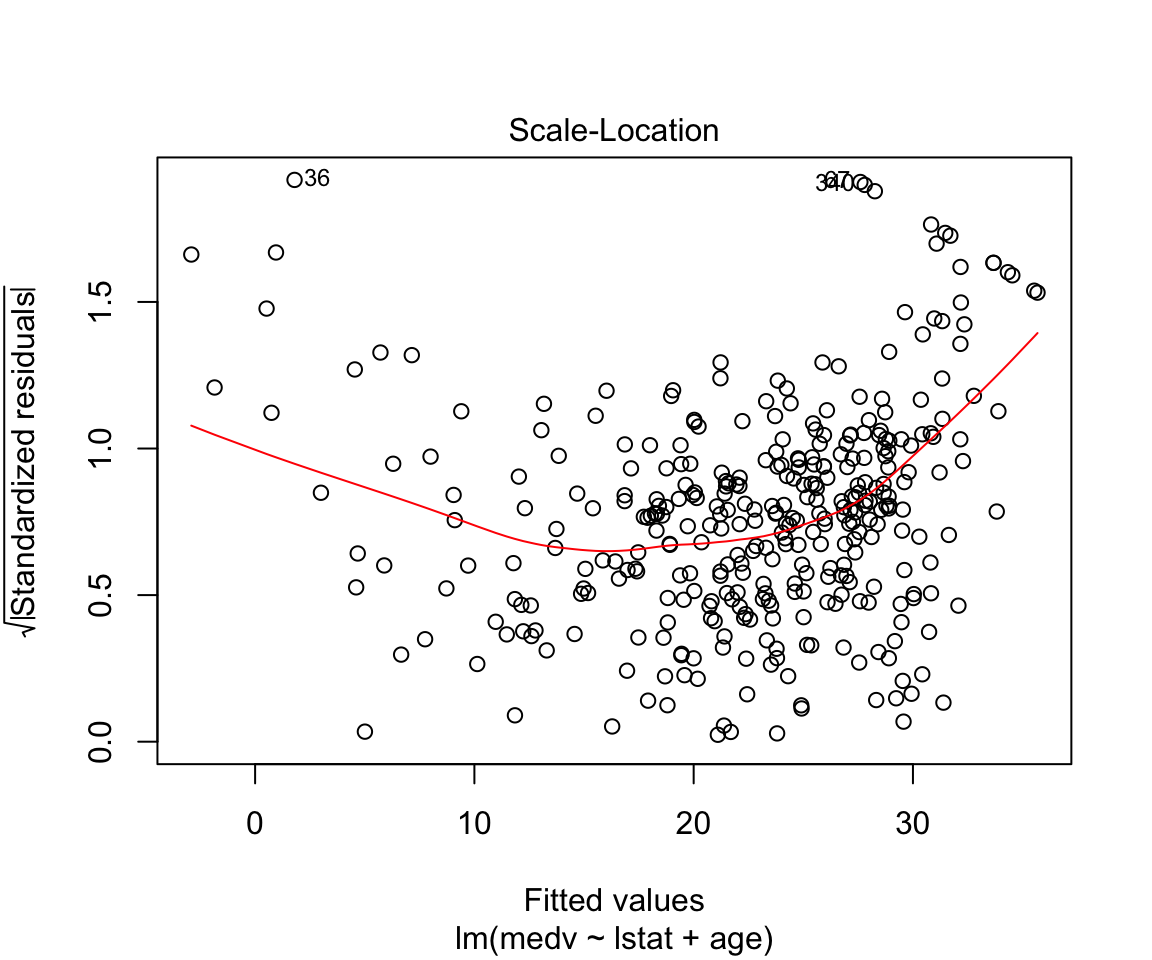 Scale-Location
36
1.5
1.0
0.5
0.0
√|Standardized residuals|
0 10 20 30
Fitted values
lm(medv ~ lstat + age)